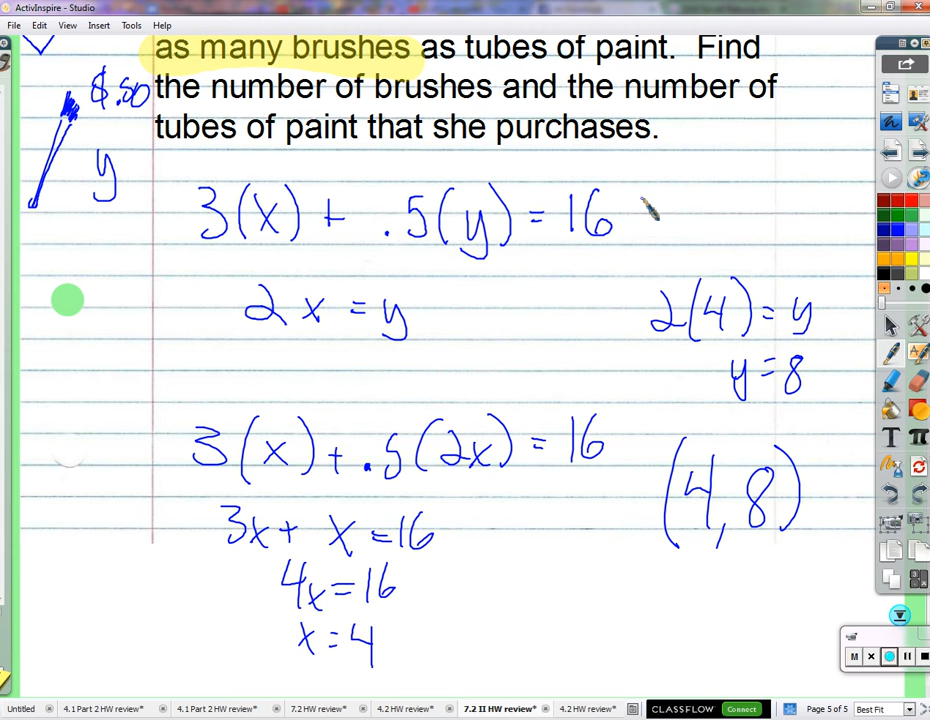 ActivInspire - Studio
File Edit View Insert Tools Help
as many brushes as tubes of paint. Find
the number of brushes and the number of
tubes of paint that she purchases.
$.50
y
3(x) + .5(y) = 16
2x = y
2(4) = y
y = 8
3(x) + .5(2x) = 16
(4, 8)
3x + x = 16
4x = 16
x = 4
M
Untitled 4.1 Part 2 HW review* 4.1 Part 2 HW review* 7.2 HW review* 4.2 HW review* 7.2 II HW review* 4.2 HW review* CLASSFLOW Connect Page 5 of 5 Best Fit